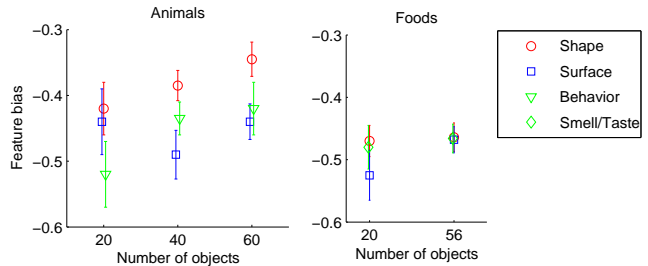 Animals
−0.3
−0.4
−0.5
−0.6
Feature bias
20 40 60
Number of objects
Foods
−0.3
−0.4
−0.5
−0.6
20 56
Number of objects
Shape
Surface
Behavior
Smell/Taste